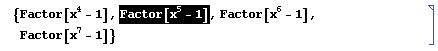 {Factor[x⁴ - 1], Factor[x⁵ - 1], Factor[x⁶ - 1],
Factor[x⁷ - 1]}